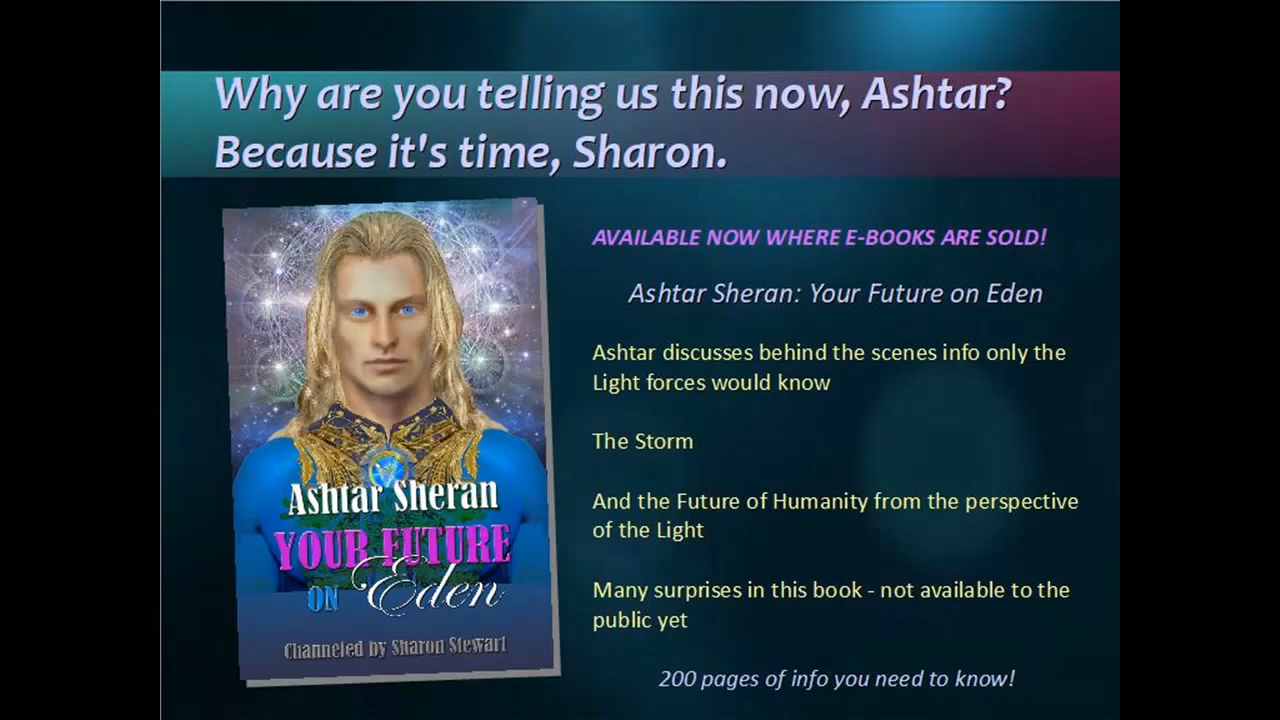 Why are you telling us this now, Ashtar?
Because it's time, Sharon.
Ashtar Sheran
YOUR FUTURE
ON Eden
Channeled by Sharon Stewart
AVAILABLE NOW WHERE E-BOOKS ARE SOLD!
Ashtar Sheran: Your Future on Eden
Ashtar discusses behind the scenes info only the
Light forces would know
The Storm
And the Future of Humanity from the perspective
of the Light
Many surprises in this book - not available to the
public yet
200 pages of info you need to know!